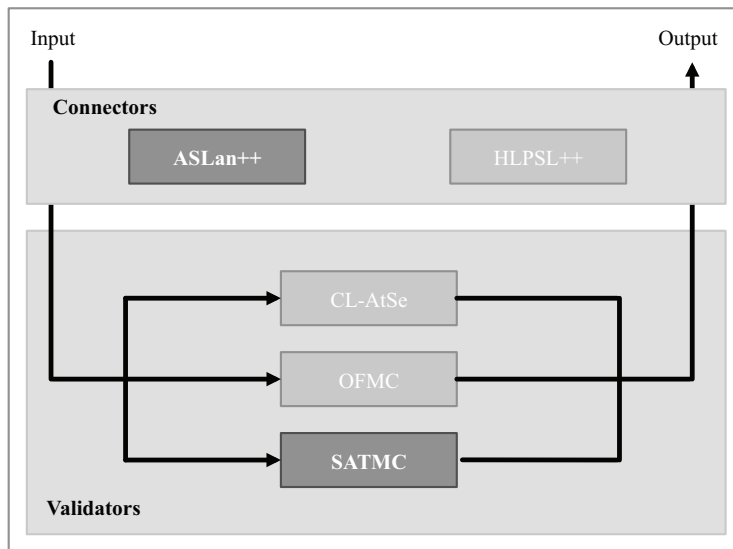 Input
Output
Connectors
ASLan++
HLPSL++
CL-AtSe
OFMC
SATMC
Validators